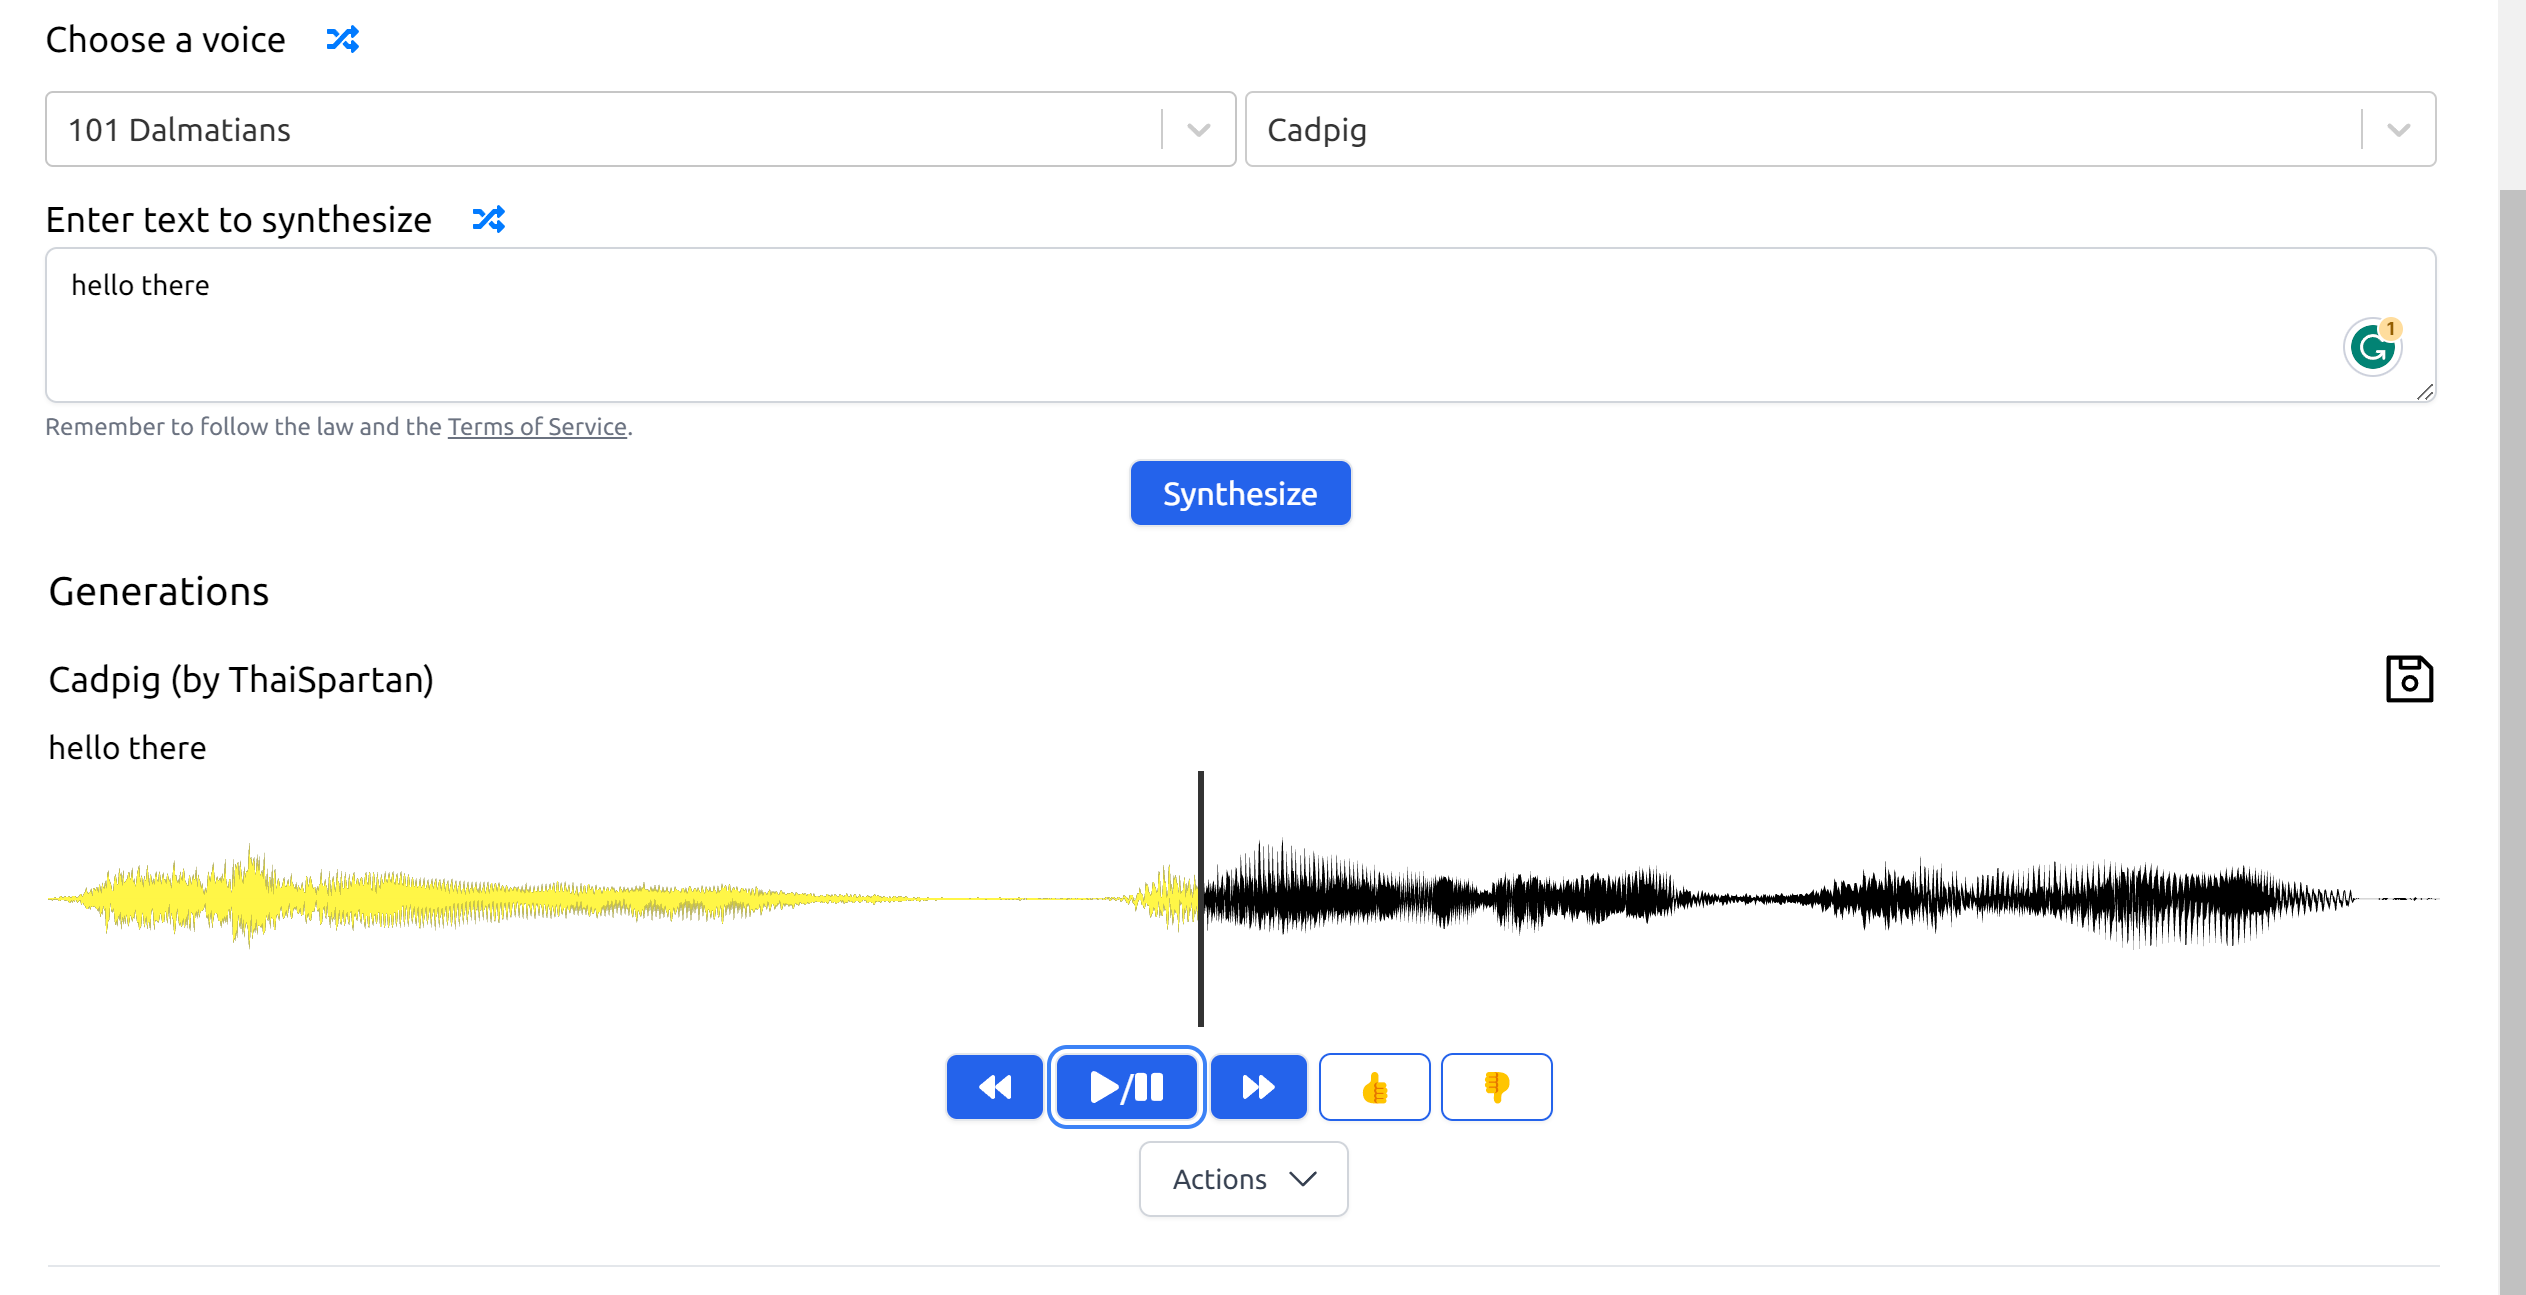 Choose a voice
101 Dalmatians
Cadpig
Enter text to synthesize
hello there
1
Remember to follow the law and the Terms of Service.
Synthesize
Generations
Cadpig (by ThaiSpartan)
hello there
/
Actions